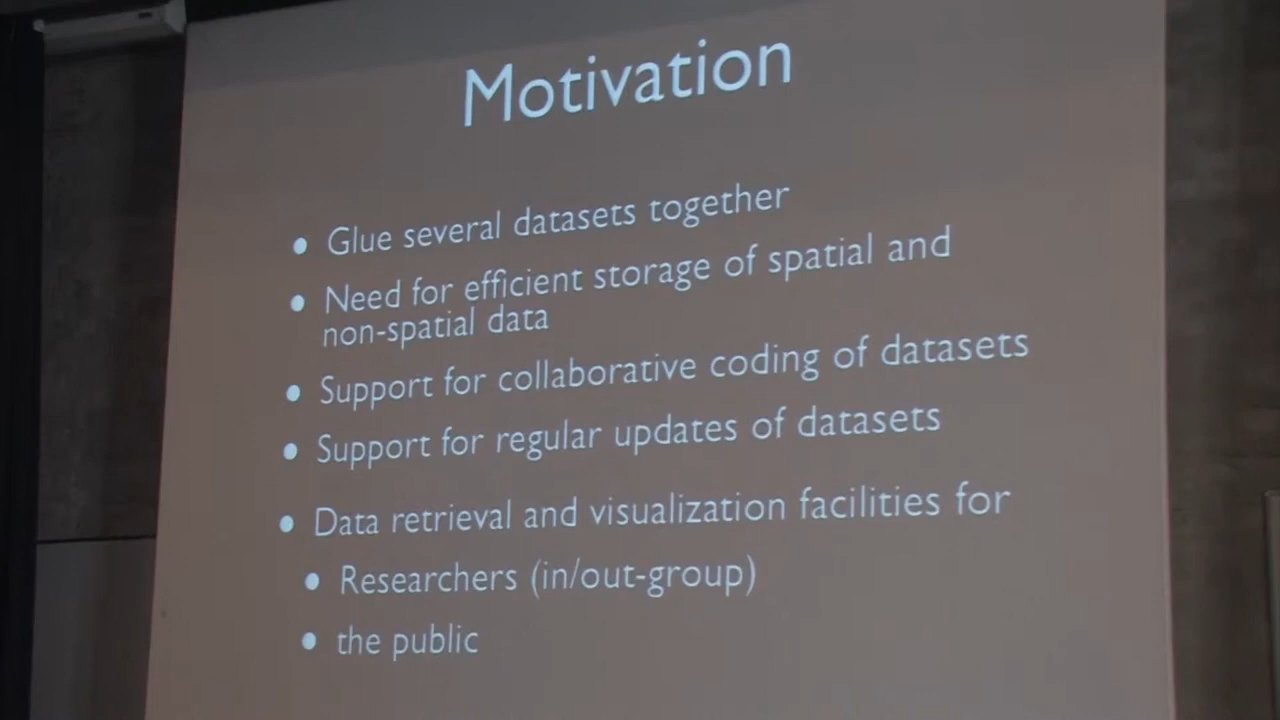 Motivation
• Glue several datasets together
• Need for efficient storage of spatial and
non-spatial data
• Support for collaborative coding of datasets
• Support for regular updates of datasets
• Data retrieval and visualization facilities for
• Researchers (in/out-group)
• the public